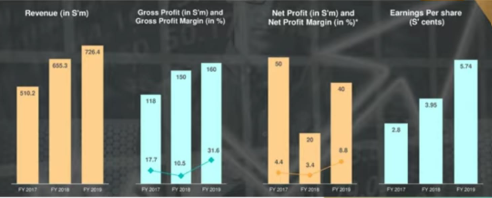 Revenue (in S'm)
726.4
655.3
510.2
FY 2017 FY 2018 FY 2019
Gross Profit (in S'm) and
Gross Profit Margin (in %)
160
150
118
17.7 10.5 31.6
FY 2017 FY 2018 FY 2019
Net Profit (in S'm) and
Net Profit Margin (in %)*
50
40
20
4.4 3.4 5.8
FY 2017 FY 2018 FY 2019
Earnings Per share
(S' cents)
5.74
3.95
2.8
FY 2017 FY 2018 FY 2019